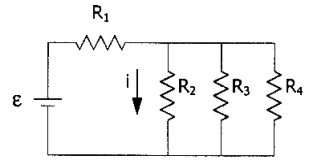 R₁
ε i R₂ R₃ R₄